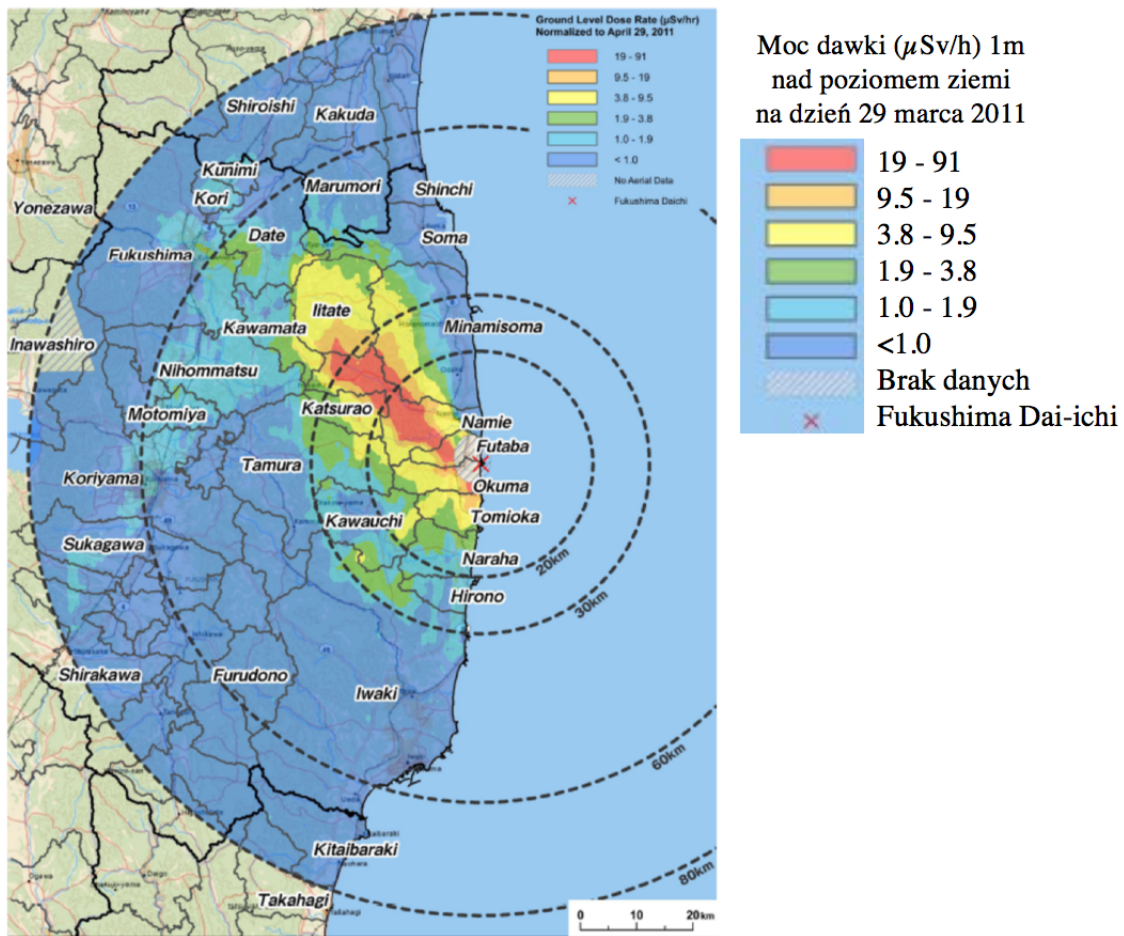 Ground Level Dose Rate (µSv/hr)
Normalized to April 29, 2011
19 - 91
9.5 - 19
3.8 - 9.5
1.9 - 3.8
1.0 - 1.9
< 1.0
No Aerial Data
Fukushima Daichi
Moc dawki (µSv/h) 1m
nad poziomem ziemi
na dzień 29 marca 2011
19 - 91
9.5 - 19
3.8 - 9.5
1.9 - 3.8
1.0 - 1.9
<1.0
Brak danych
Fukushima Dai-ichi
Shiroishi
Kakuda
Kunimi
Marumori
Shinchi
Kori
Yonezawa
Date
Soma
Fukushima
Iitate
Kawamata
Minamisoma
Inawashiro
Nihommatsu
Katsurao
Motomiya
Namie
Futaba
Tamura
Koriyama
Okuma
Kawauchi
Tomioka
Sukagawa
Naraha
20km
Hirono
30km
Shirakawa
Furudono
Iwaki
60km
Kitaibaraki
80km
Takahagi
0 10 20 km